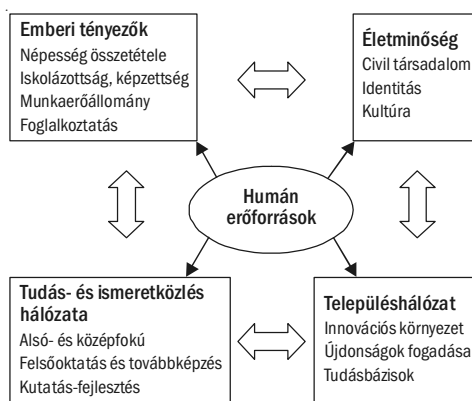 Emberi tényezők
Népesség összetétele
Iskolázottság, képzettség
Munkaerőállomány
Foglalkoztatás
Életminőség
Civil társadalom
Identitás
Kultúra
Humán
erőforrások
Tudás- és ismeretközlés
hálózata
Alsó- és középfokú
Felsőoktatás és továbbképzés
Kutatás-fejlesztés
Településhálózat
Innovációs környezet
Újdonságok fogadása
Tudásbázisok